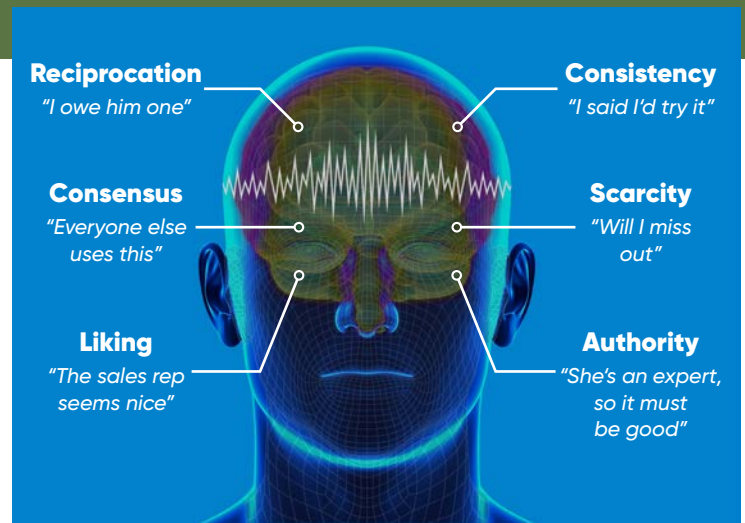 Reciprocation
“I owe him one”
Consistency
“I said I’d try it”
Consensus
“Everyone else
uses this”
Scarcity
“Will I miss
out”
Liking
“The sales rep
seems nice”
Authority
“She’s an expert,
so it must
be good”